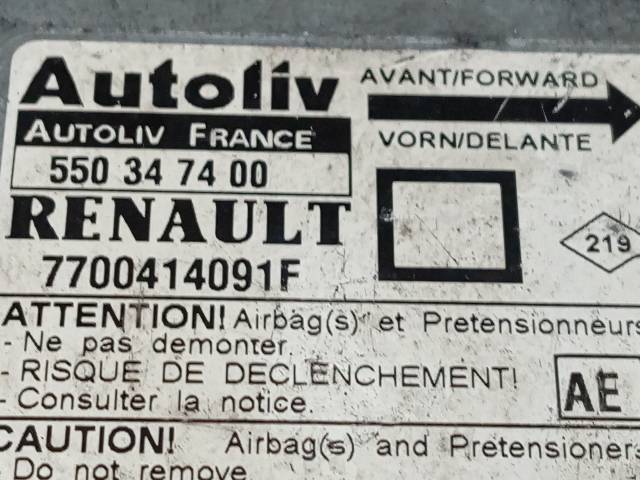 Autoliv
AUTOLIV FRANCE
550 34 74 00
RENAULT
7700414091F
AVANT/FORWARD
VORN/DELANTE
219
ATTENTION! Airbag(s) et Pretensionneurs
- Ne pas demonter.
- RISQUE DE DECLENCHEMENT!
- Consulter la notice.
AE
CAUTION! Airbag(s) and Pretensioners
- Do not remove.